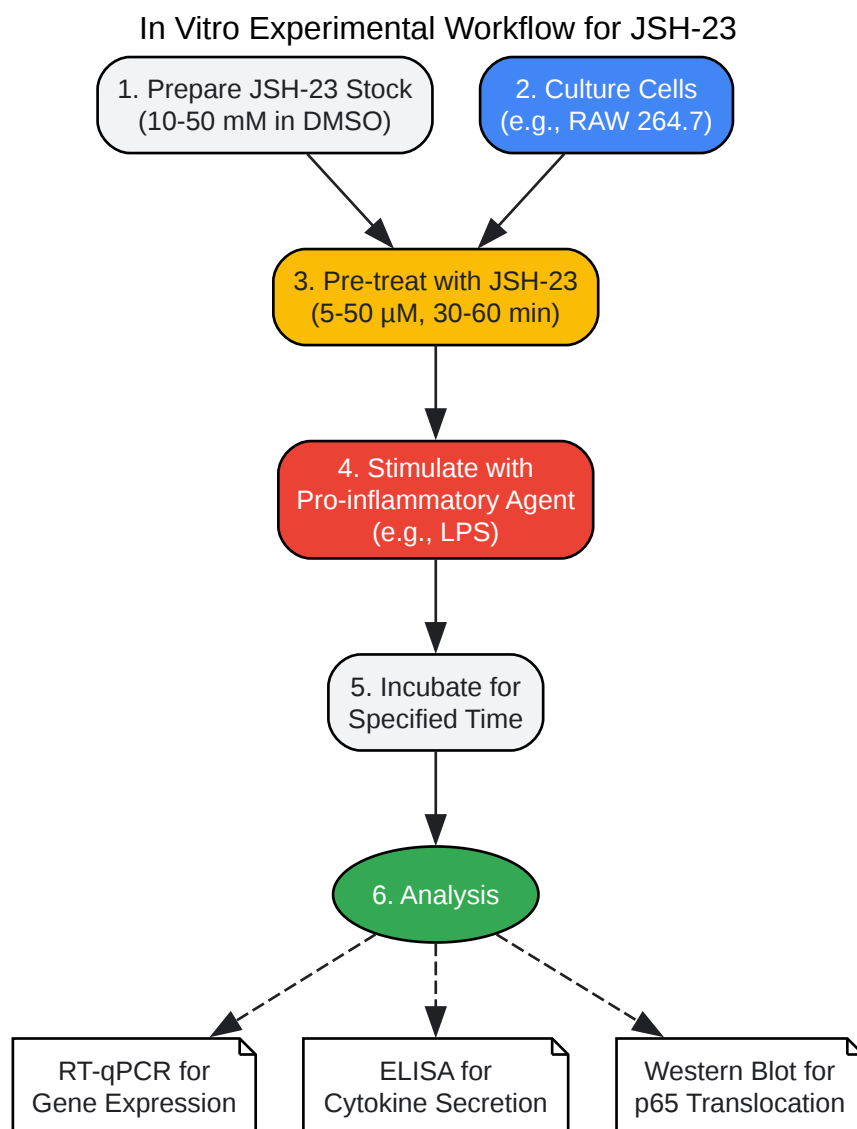 In Vitro Experimental Workflow for JSH-23
1. Prepare JSH-23 Stock
(10-50 mM in DMSO)
2. Culture Cells
(e.g., RAW 264.7)
3. Pre-treat with JSH-23
(5-50 µM, 30-60 min)
4. Stimulate with
Pro-inflammatory Agent
(e.g., LPS)
5. Incubate for
Specified Time
6. Analysis
RT-qPCR for
Gene Expression
ELISA for
Cytokine Secretion
Western Blot for
p65 Translocation